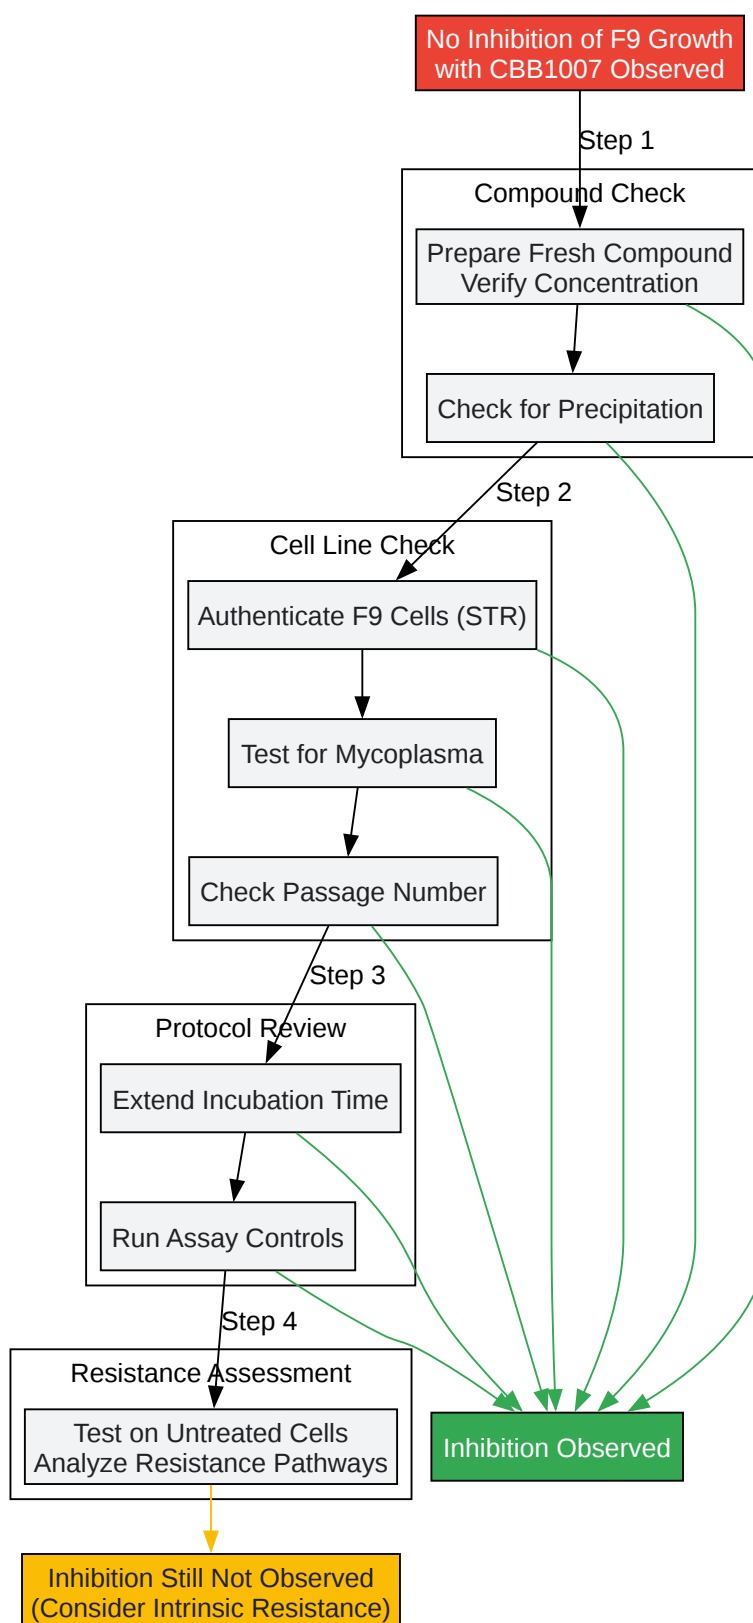 No Inhibition of F9 Growth
with CBB1007 Observed
Step 1
Compound Check
Prepare Fresh Compound
Verify Concentration
Check for Precipitation
Step 2
Cell Line Check
Authenticate F9 Cells (STR)
Test for Mycoplasma
Check Passage Number
Step 3
Protocol Review
Extend Incubation Time
Run Assay Controls
Step 4
Resistance Assessment
Test on Untreated Cells
Analyze Resistance Pathways
Inhibition Observed
Inhibition Still Not Observed
(Consider Intrinsic Resistance)